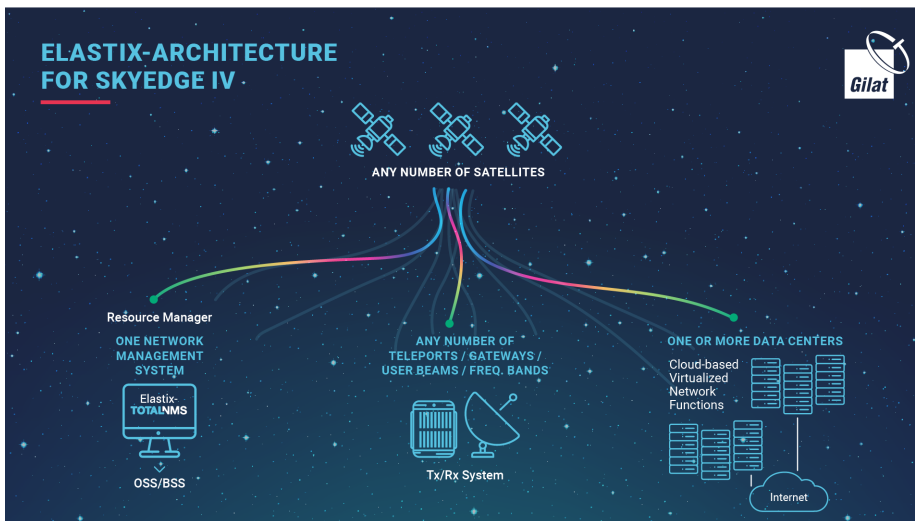 ELASTIX-ARCHITECTURE
FOR SKYEDGE IV
Gilat
ANY NUMBER OF SATELLITES
Resource Manager
ONE NETWORK
MANAGEMENT
SYSTEM
Elastix-
TOTALNMS
OSS/BSS
ANY NUMBER OF
TELEPORTS / GATEWAYS /
USER BEAMS / FREQ. BANDS
Tx/Rx System
ONE OR MORE DATA CENTERS
Cloud-based
Virtualized
Network
Functions
Internet